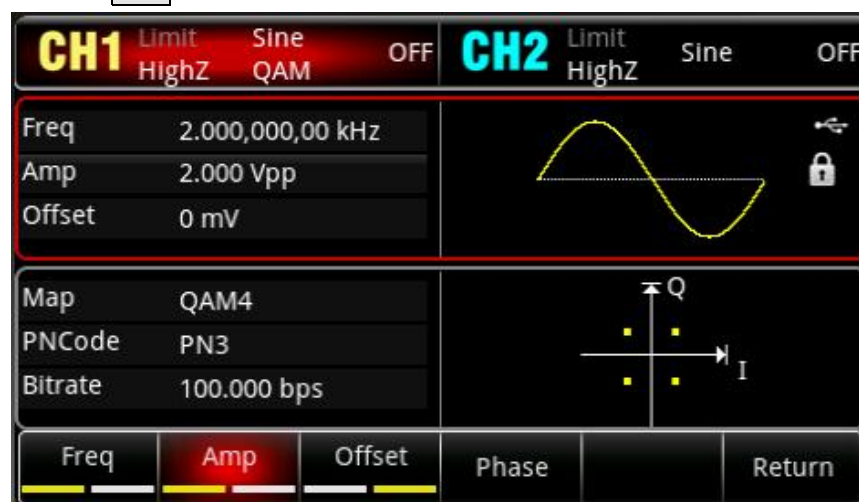 CH1 Limit Sine OFF CH2 Limit Sine OFF
HighZ QAM HighZ
Freq 2.000,000,00 kHz
Amp 2.000 Vpp
Offset 0 mV
Map QAM4 Q
PNCode PN3
Bitrate 100.000 bps I
Freq Amp Offset Phase Return